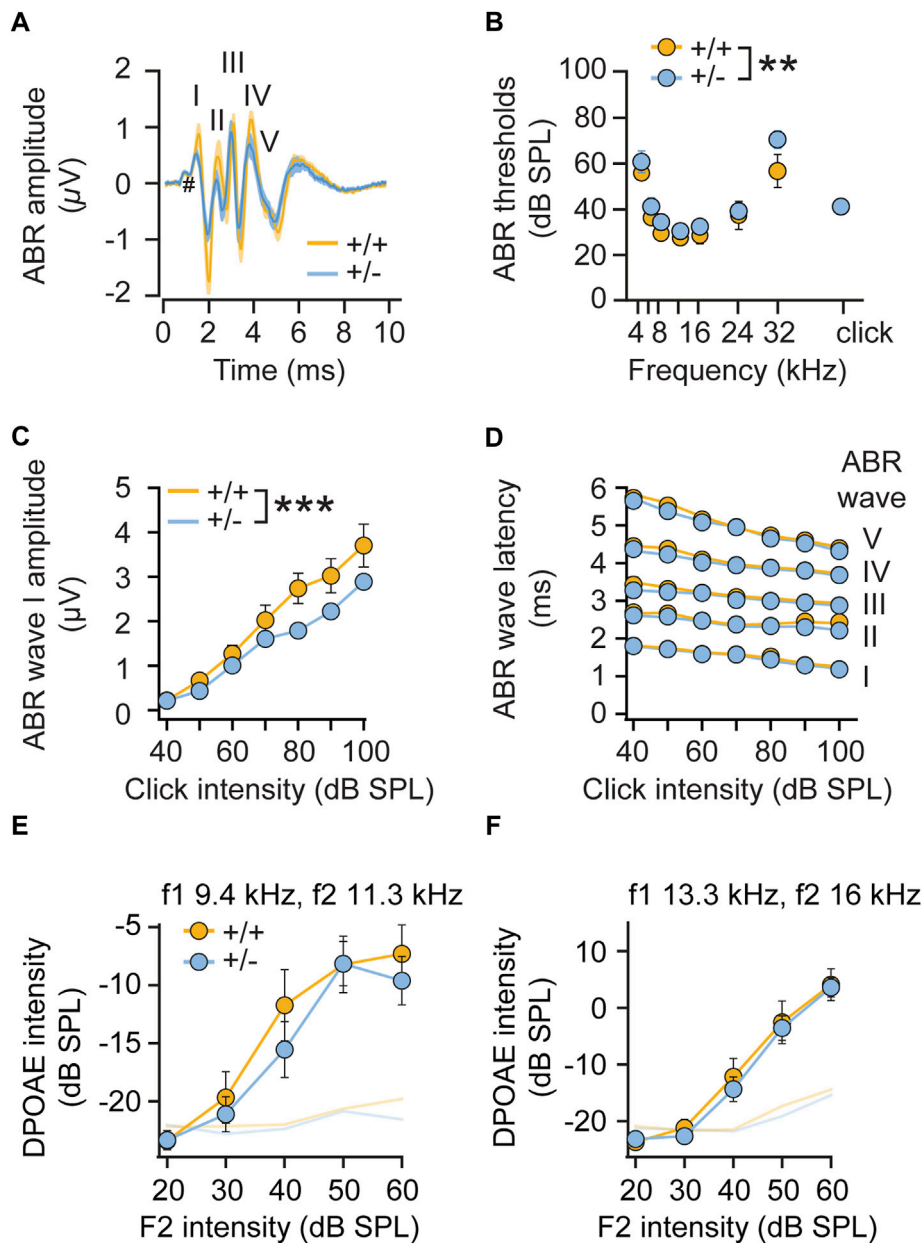 A
ABR amplitude
(µV)
2
1
0
-1
-2
I
II
III
IV
V
#
+/+
+/-
0 2 4 6 8 10
Time (ms)
B
+/+
+/-
**
ABR thresholds
(dB SPL)
100
80
60
40
20
0
4 8 16 24 32 click
Frequency (kHz)
C
+/+
+/-
***
ABR wave I amplitude
(µV)
5
4
3
2
1
0
40 60 80 100
Click intensity (dB SPL)
D
ABR
wave
V
IV
III
II
I
ABR wave latency
(ms)
6
5
4
3
2
1
0
40 60 80 100
Click intensity (dB SPL)
E
f1 9.4 kHz, f2 11.3 kHz
+/+
+/-
DPOAE intensity
(dB SPL)
-5
-10
-15
-20
20 30 40 50 60
F2 intensity (dB SPL)
F
f1 13.3 kHz, f2 16 kHz
DPOAE intensity
(dB SPL)
10
0
-10
-20
20 30 40 50 60
F2 intensity (dB SPL)